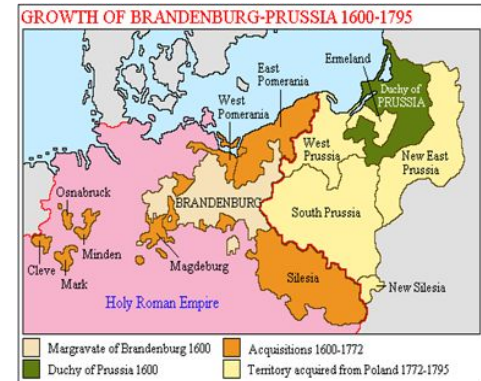 GROWTH OF BRANDENBURG-PRUSSIA 1600-1795
Ermeland
East
Pomerania
Duchy of
PRUSSIA
West
Pomerania
West
Prussia
New East
Prussia
Osnabruck
BRANDENBURG
South Prussia
Minden
Cleve
Magdeburg
Mark
Silesia
New Silesia
Holy Roman Empire
Margravate of Brandenburg 1600
Acquisitions 1600-1772
Duchy of Prussia 1600
Territory acquired from Poland 1772-1795